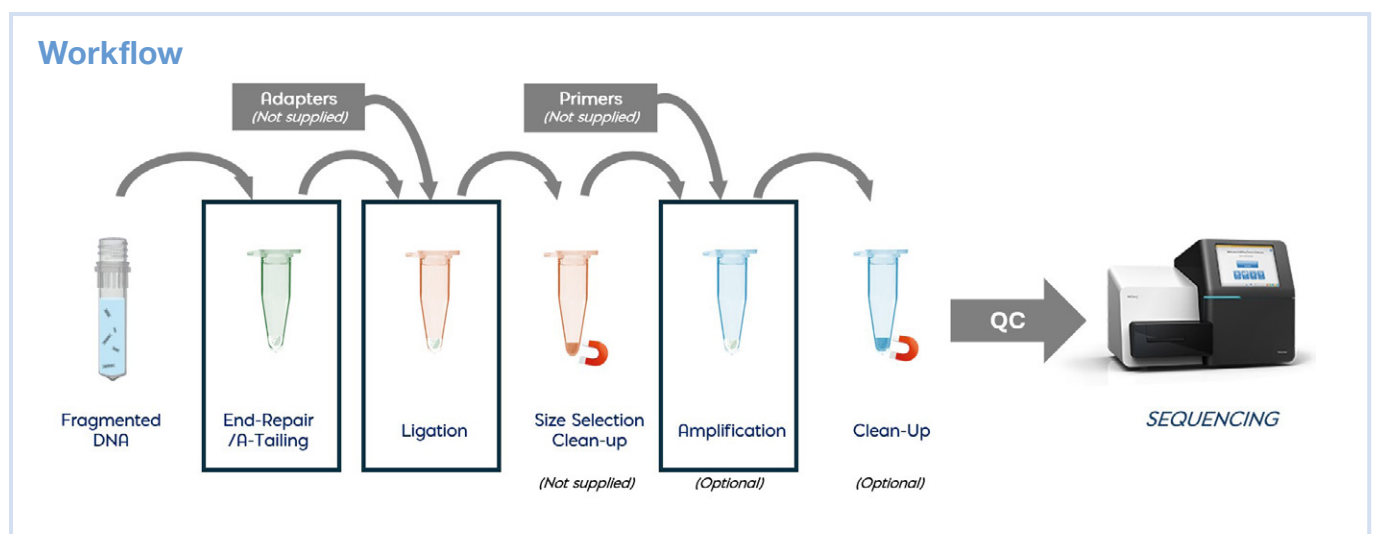 Workflow
Adapters
(Not supplied)
Primers
(Not supplied)
Fragmented
DNA
End-Repair
/A-Tailing
Ligation
Size Selection
Clean-up
(Not supplied)
Amplification
(Optional)
Clean-Up
(Optional)
QC
SEQUENCING